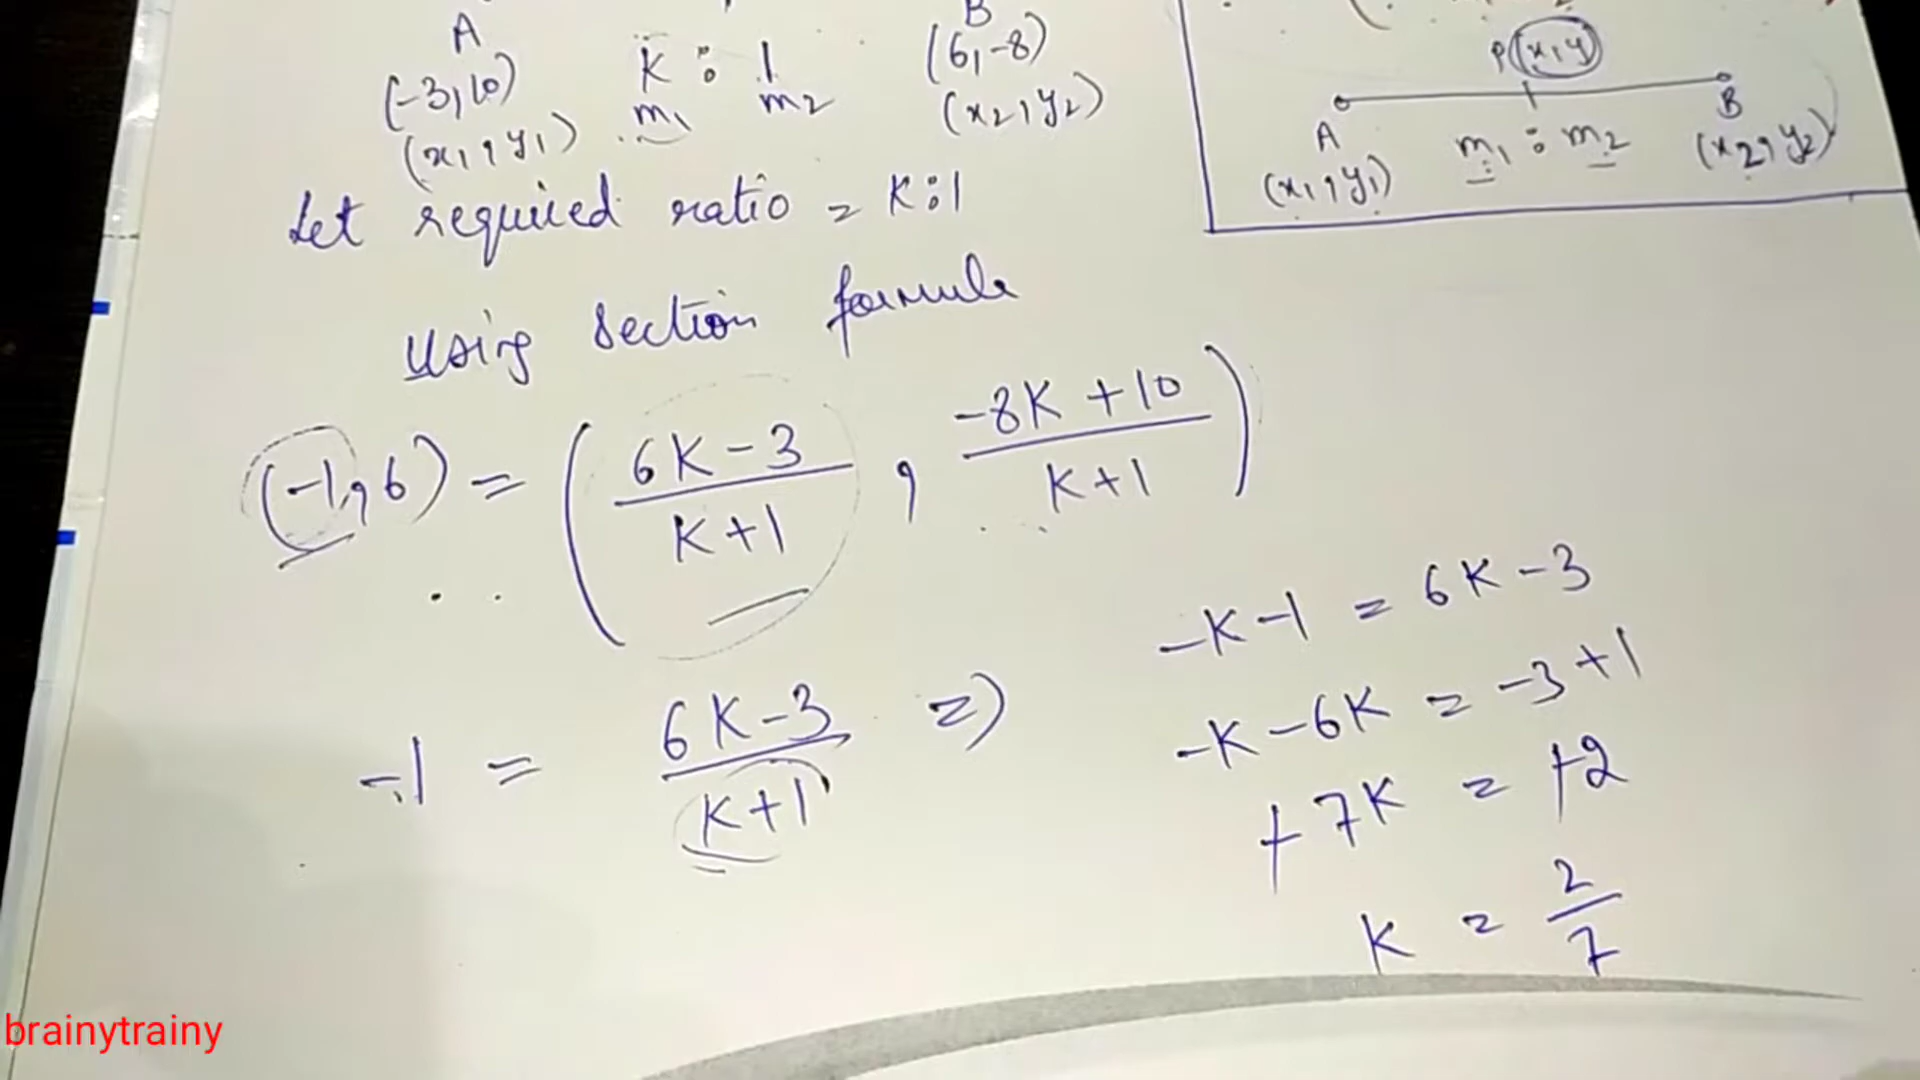 A B
(-3,10) K : 1 (6,-8)
(x1,y1) m1 m2 (x2,y2)
P(x,y)
A B
m1 : m2
(x1,y1) (x2,y2)
Let required ratio = K:1
Using section formule
(-1,6) = ( 6K-3 / K+1 , -8K+10 / K+1 )
-1 = 6K-3 / K+1 =>
-K-1 = 6K-3
-K-6K = -3+1
+7K = +2
K = 2/7
brainytrainy